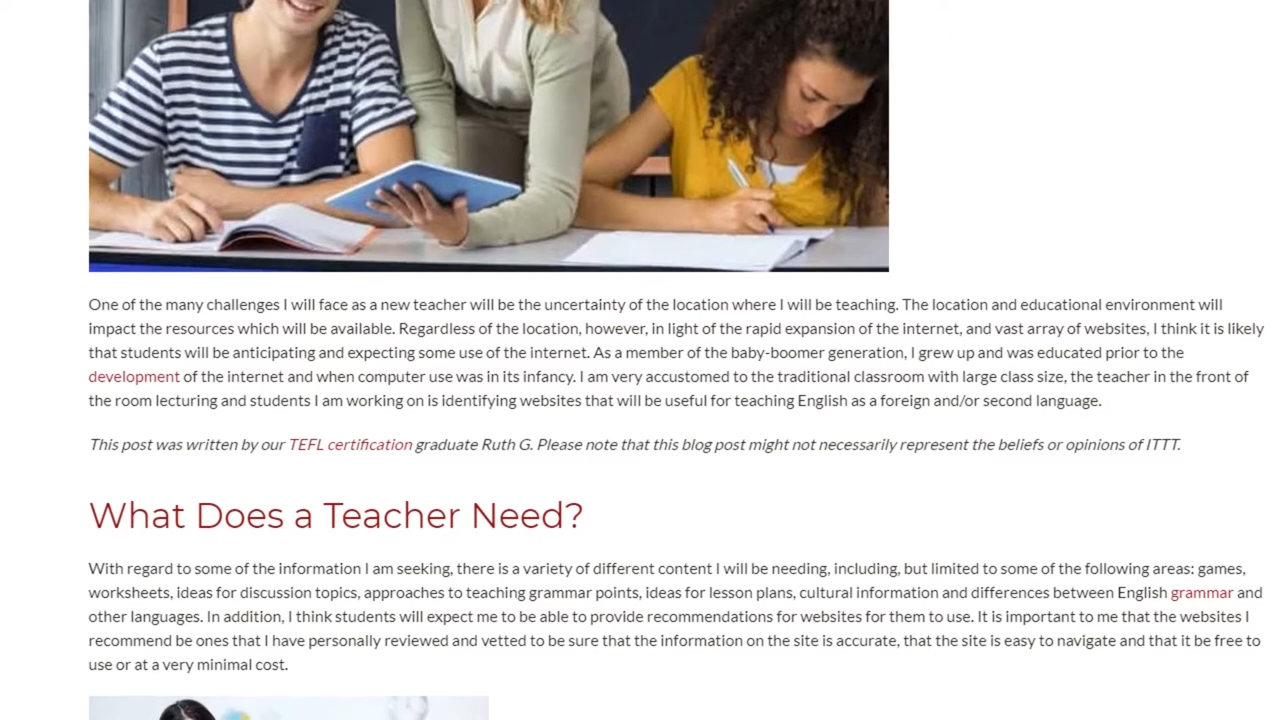 One of the many challenges I will face as a new teacher will be the uncertainty of the location where I will be teaching. The location and educational environment will
impact the resources which will be available. Regardless of the location, however, in light of the rapid expansion of the internet, and vast array of websites, I think it is likely
that students will be anticipating and expecting some use of the internet. As a member of the baby-boomer generation, I grew up and was educated prior to the
development of the internet and when computer use was in its infancy. I am very accustomed to the traditional classroom with large class size, the teacher in the front of
the room lecturing and students I am working on is identifying websites that will be useful for teaching English as a foreign and/or second language.
This post was written by our TEFL certification graduate Ruth G. Please note that this blog post might not necessarily represent the beliefs or opinions of ITTT.
What Does a Teacher Need?
With regard to some of the information I am seeking, there is a variety of different content I will be needing, including, but limited to some of the following areas: games,
worksheets, ideas for discussion topics, approaches to teaching grammar points, ideas for lesson plans, cultural information and differences between English grammar and
other languages. In addition, I think students will expect me to be able to provide recommendations for websites for them to use. It is important to me that the websites I
recommend be ones that I have personally reviewed and vetted to be sure that the information on the site is accurate, that the site is easy to navigate and that it be free to
use or at a very minimal cost.